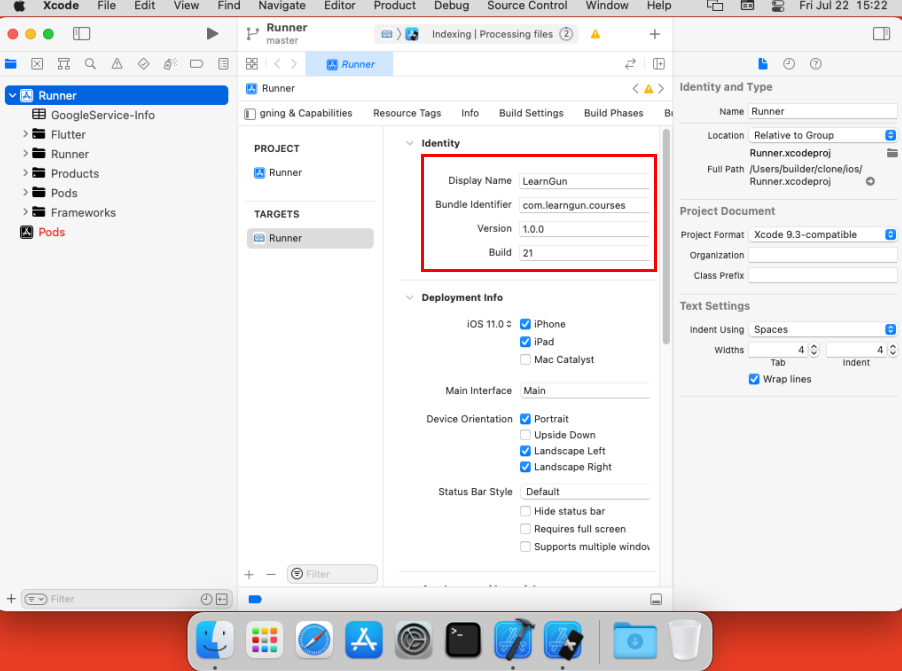 Xcode File Edit View Find Navigate Editor Product Debug Source Control Window Help Fri Jul 22 15:22
Runner
master
Indexing | Processing files 2
Runner
Runner
gning & Capabilities Resource Tags Info Build Settings Build Phases Bu
Runner
GoogleService-Info
Flutter
Runner
Products
Pods
Frameworks
Pods
Filter
PROJECT
Runner
TARGETS
Runner
Filter
Identity
Display Name LearnGun
Bundle Identifier com.learngun.courses
Version 1.0.0
Build 21
Deployment Info
iOS 11.0 iPhone
iPad
Mac Catalyst
Main Interface Main
Device Orientation Portrait
Upside Down
Landscape Left
Landscape Right
Status Bar Style Default
Hide status bar
Requires full screen
Supports multiple window
Identity and Type
Name Runner
Location Relative to Group
Runner.xcodeproj
Full Path /Users/builder/clone/ios/
Runner.xcodeproj
Project Document
Project Format Xcode 9.3-compatible
Organization
Class Prefix
Text Settings
Indent Using Spaces
Widths 4 4
Tab Indent
Wrap lines